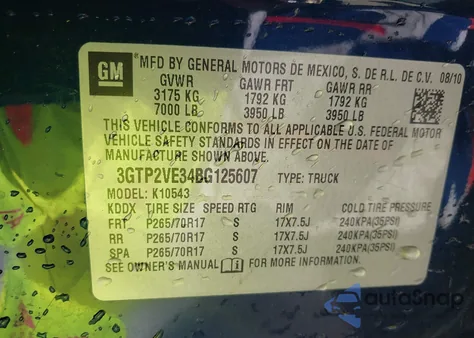 GM
MFD BY GENERAL MOTORS DE MEXICO, S. DE R.L. DE C.V. 08/10
GVWR GAWR FRT GAWR RR
3175 KG 1792 KG 1792 KG
7000 LB 3950 LB 3950 LB
THIS VEHICLE CONFORMS TO ALL APPLICABLE U.S. FEDERAL MOTOR
VEHICLE SAFETY STANDARDS IN EFFECT ON THE DATE OF
MANUFACTURE SHOWN ABOVE.
3GTP2VE34BG125607 TYPE: TRUCK
MODEL: K10543
KDDX TIRE SIZE SPEED RTG RIM COLD TIRE PRESSURE
FRT P265/70R17 S 17X7.5J 240KPA(35PSI)
RR P265/70R17 S 17X7.5J 240KPA(35PSI)
SPA P265/70R17 S 17X7.5J 240KPA(35PSI)
SEE OWNER'S MANUAL FOR MORE INFORMATION.
autoSnap